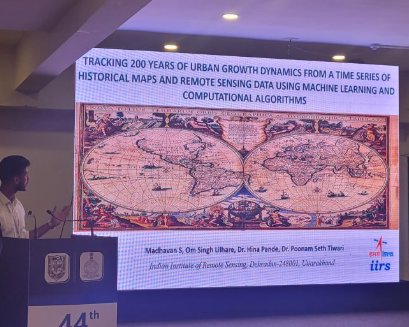 TRACKING 200 YEARS OF URBAN GROWTH DYNAMICS FROM A TIME SERIES OF
HISTORICAL MAPS AND REMOTE SENSING DATA USING MACHINE LEARNING AND
COMPUTATIONAL ALGORITHMS
Madhavan S, Om Singh Ulhare, Dr. Hina Pande, Dr. Poonam Seth Tiwari
Indian Institute of Remote Sensing, Dehradun-248001, Uttarakhand
iirs
44th